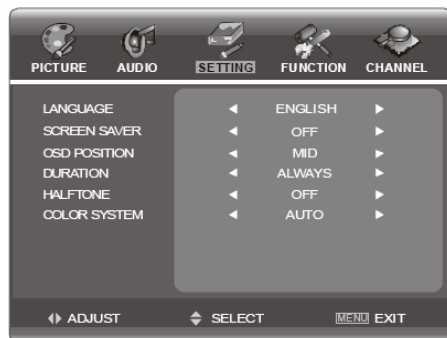 PICTURE AUDIO SETTING FUNCTION CHANNEL
LANGUAGE ENGLISH
SCREEN SAVER OFF
OSD POSITION MID
DURATION ALWAYS
HALFTONE OFF
COLOR SYSTEM AUTO
ADJUST SELECT MENU EXIT